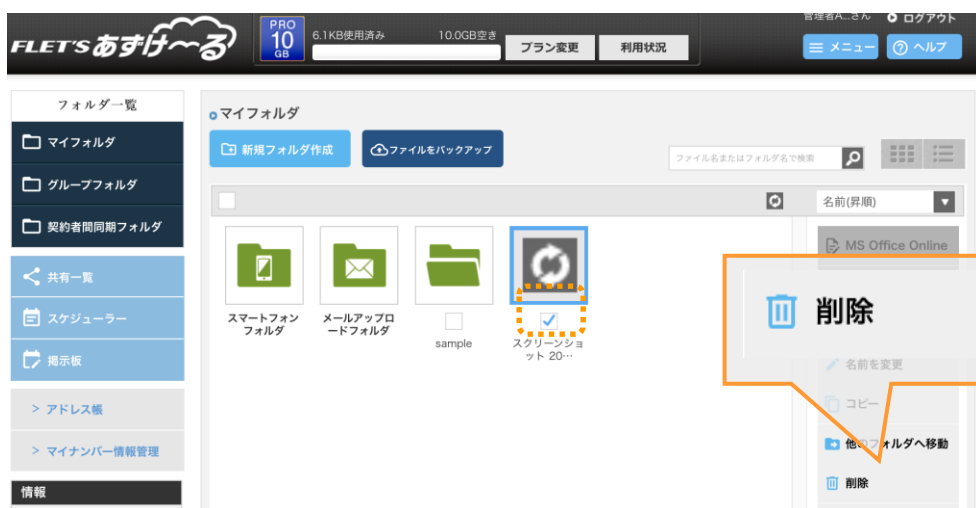 管理者A...さん
ログアウト
FLET'S あずけ〜る
PRO
10
GB
6.1KB使用済み
10.0GB空き
プラン変更
利用状況
メニュー
ヘルプ
フォルダ一覧
マイフォルダ
グループフォルダ
契約者間同期フォルダ
共有一覧
スケジューラー
掲示板
> アドレス帳
> マイナンバー情報管理
情報
マイフォルダ
新規フォルダ作成
ファイルをバックアップ
ファイル名またはフォルダ名で検索
名前(昇順)
スマートフォン
フォルダ
メールアップロ
ードフォルダ
sample
スクリーンショ
ット 20…
MS Office Online
削除
名前を変更
コピー
他のフォルダへ移動
削除